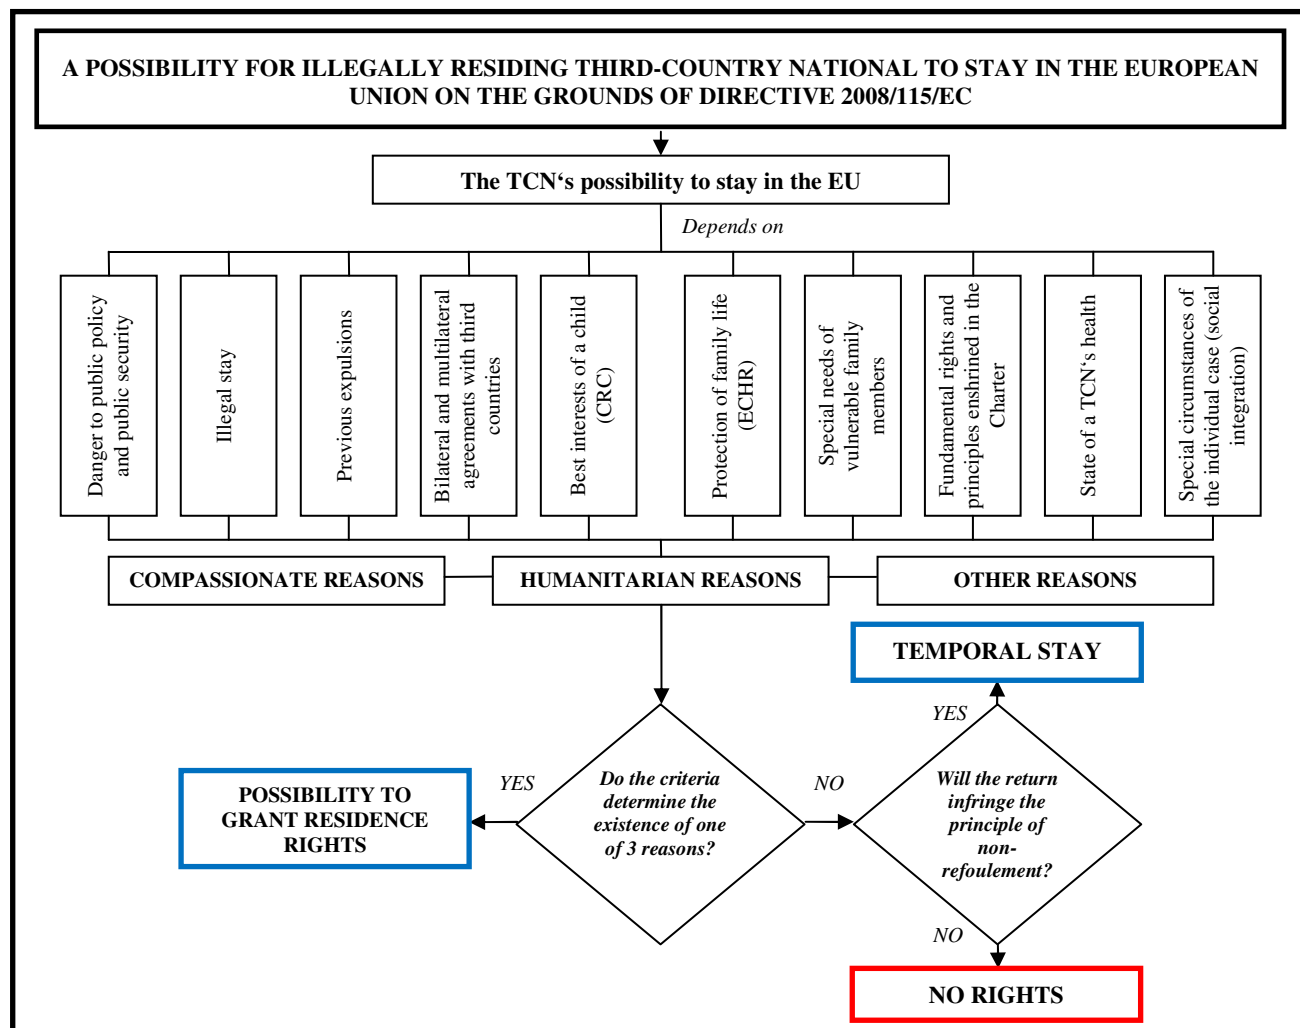 A POSSIBILITY FOR ILLEGALLY RESIDING THIRD-COUNTRY NATIONAL TO STAY IN THE EUROPEAN
UNION ON THE GROUNDS OF DIRECTIVE 2008/115/EC
The TCN‘s possibility to stay in the EU
Depends on
Danger to public policy
and public security
Illegal stay
Previous expulsions
Bilateral and multilateral
agreements with third
countries
Best interests of a child
(CRC)
Protection of family life
(ECHR)
Special needs of
vulnerable family
members
Fundamental rights and
principles enshrined in the
Charter
State of a TCN‘s health
Special circumstances of
the individual case (social
integration)
COMPASSIONATE REASONS
HUMANITARIAN REASONS
OTHER REASONS
TEMPORAL STAY
YES
Do the criteria
determine the
existence of one
of 3 reasons?
YES
NO
POSSIBILITY TO
GRANT RESIDENCE
RIGHTS
Will the return
infringe the
principle of
non-
refoulement?
NO
NO RIGHTS